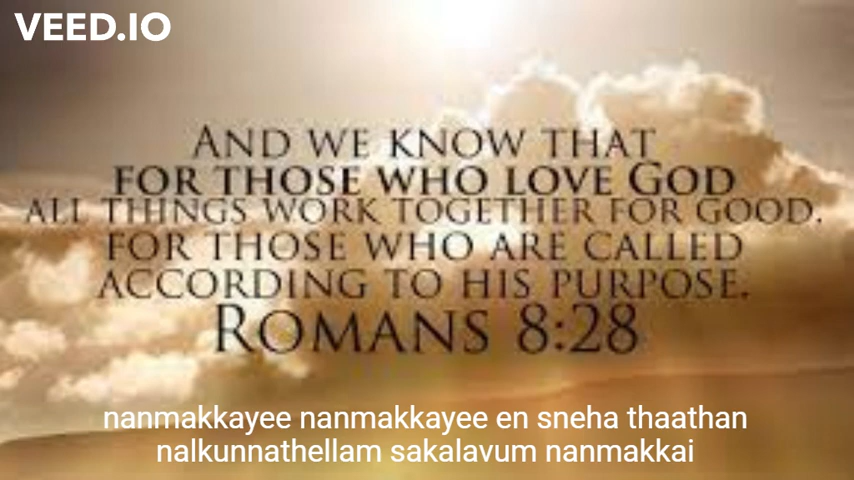 VEED.IO
AND WE KNOW THAT
FOR THOSE WHO LOVE GOD
ALL THINGS WORK TOGETHER FOR GOOD.
FOR THOSE WHO ARE CALLED
ACCORDING TO HIS PURPOSE.
ROMANS 8:28
nanmakkayee nanmakkayee en sneha thaathan
nalkunnathellam sakalavum nanmakkai